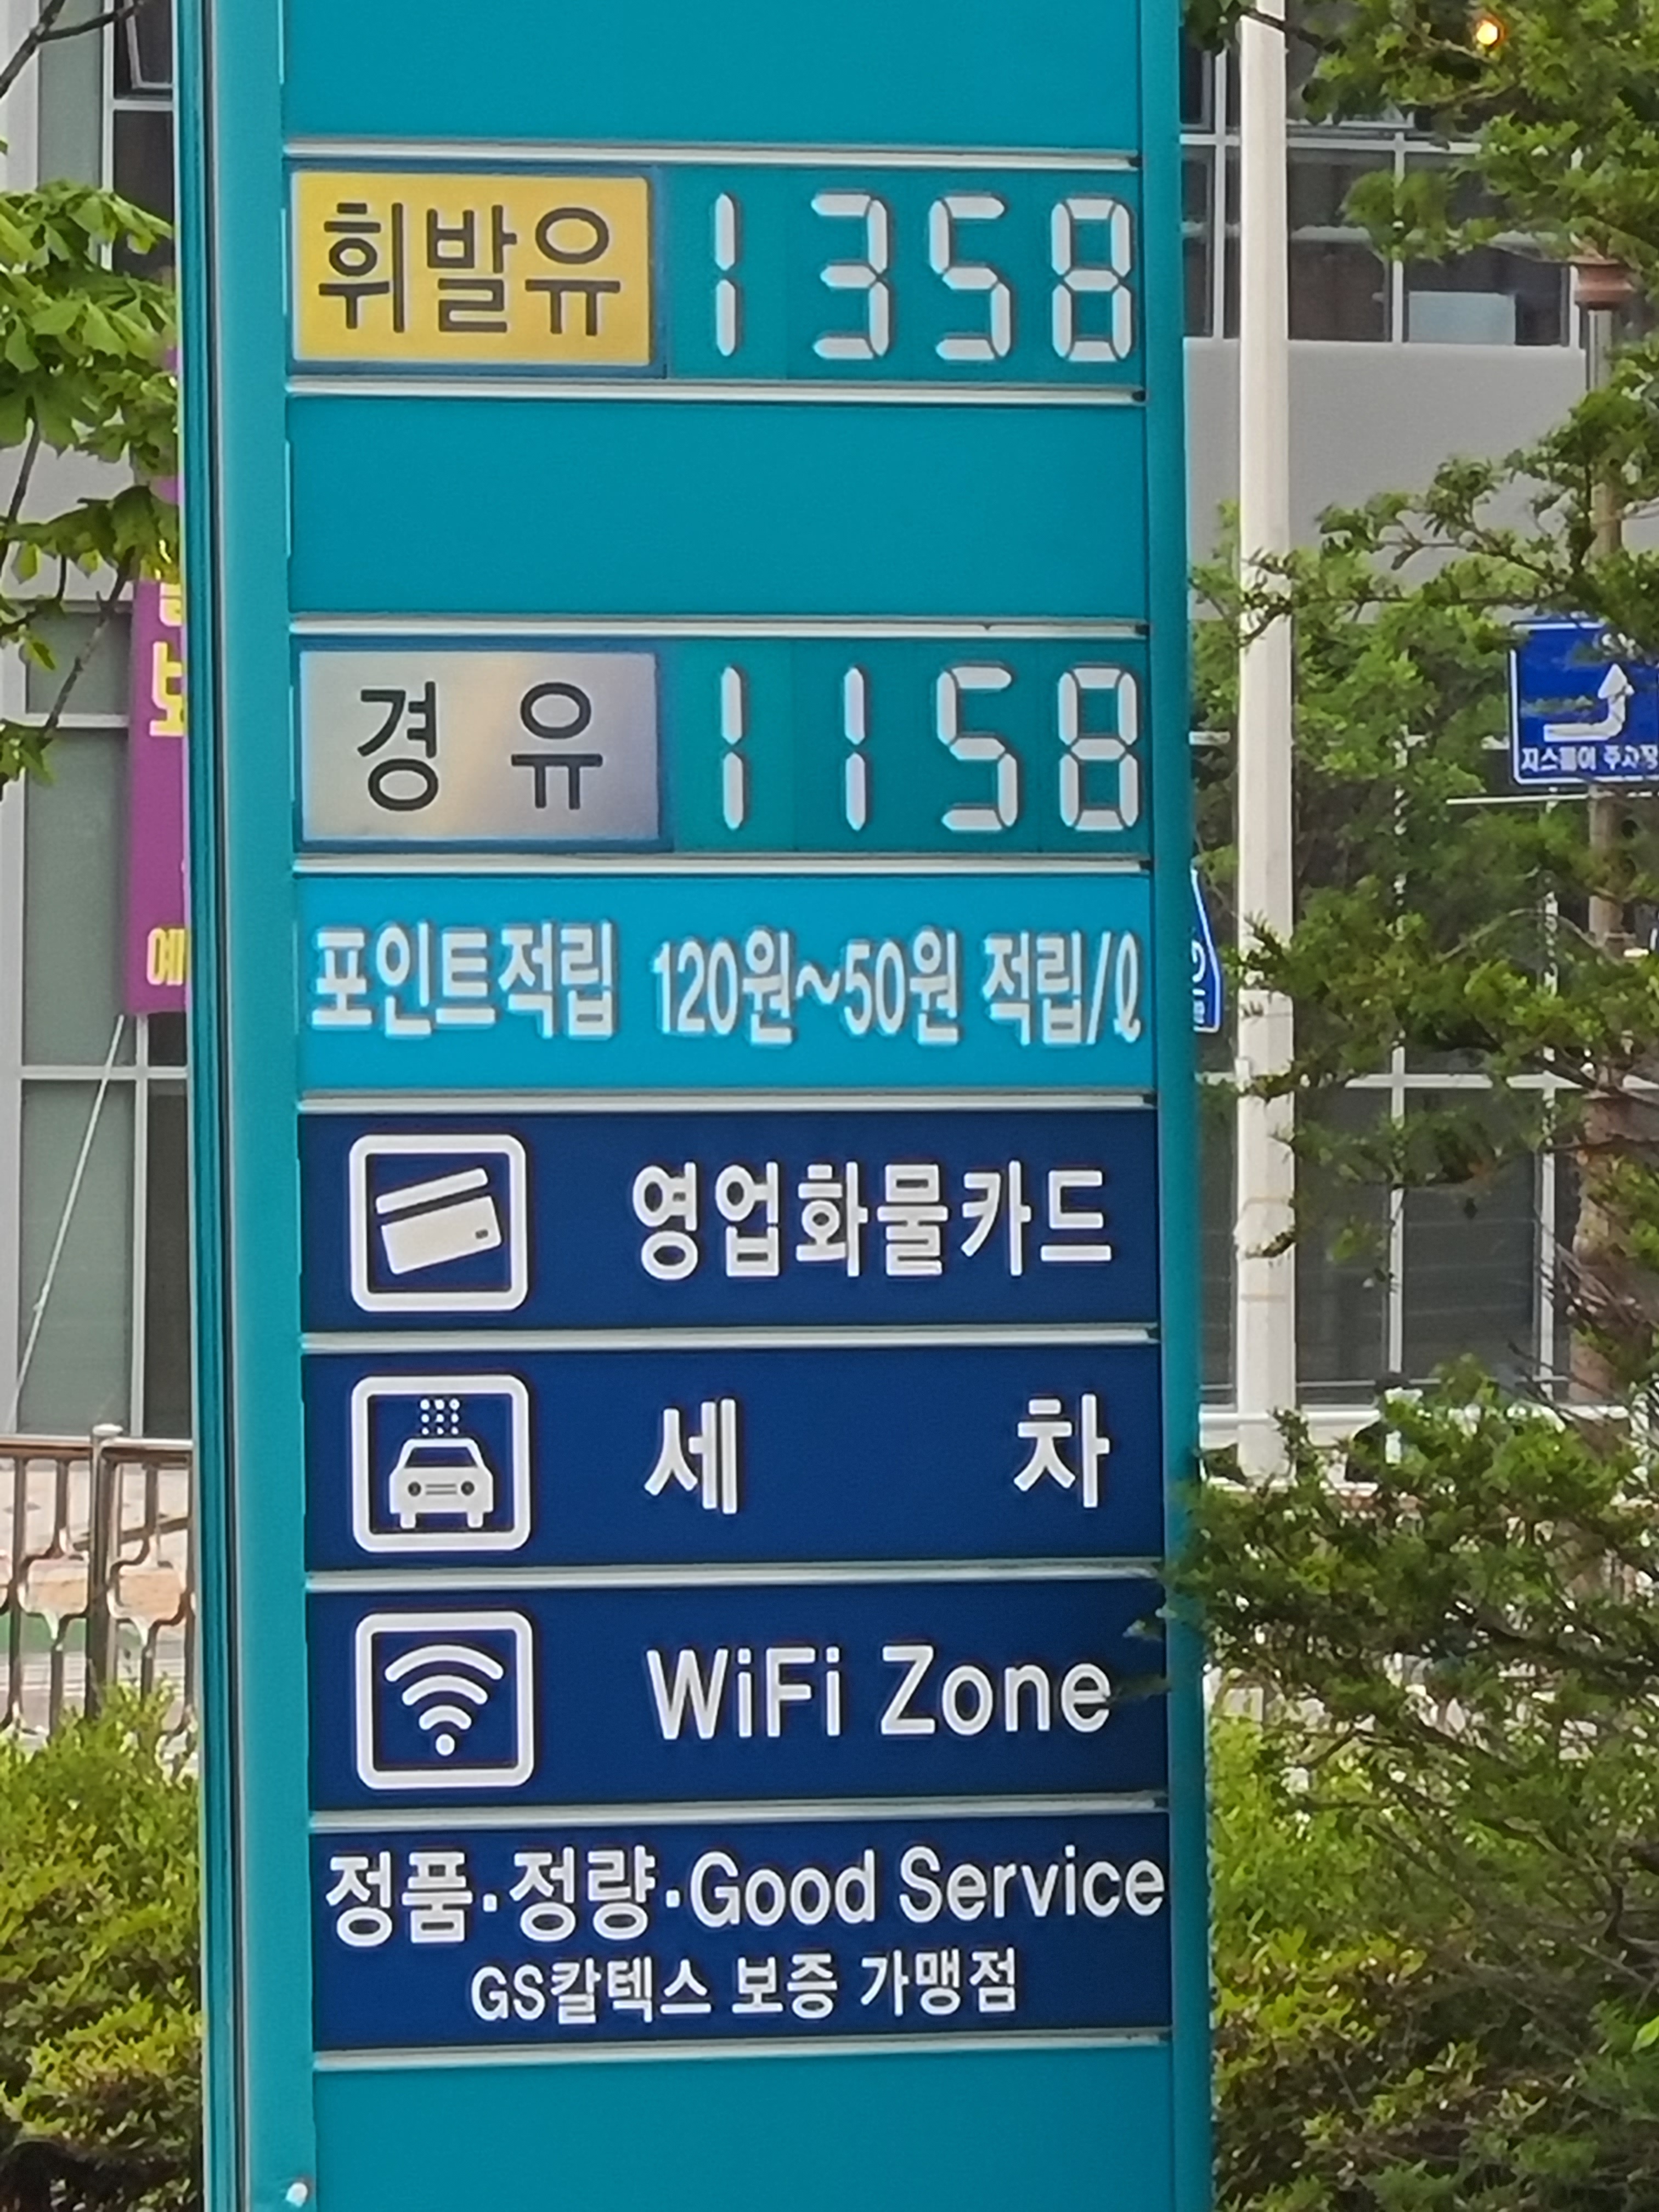 휘발유 1358
경유 1158
포인트적립 120원~50원 적립/ℓ
영업화물카드
세차
WiFi Zone
정품·정량·Good Service
GS칼텍스 보증 가맹점
예